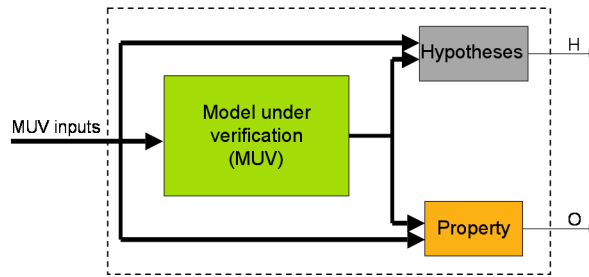 H
Hypotheses
Model under
verification
(MUV)
MUV inputs
Property
O